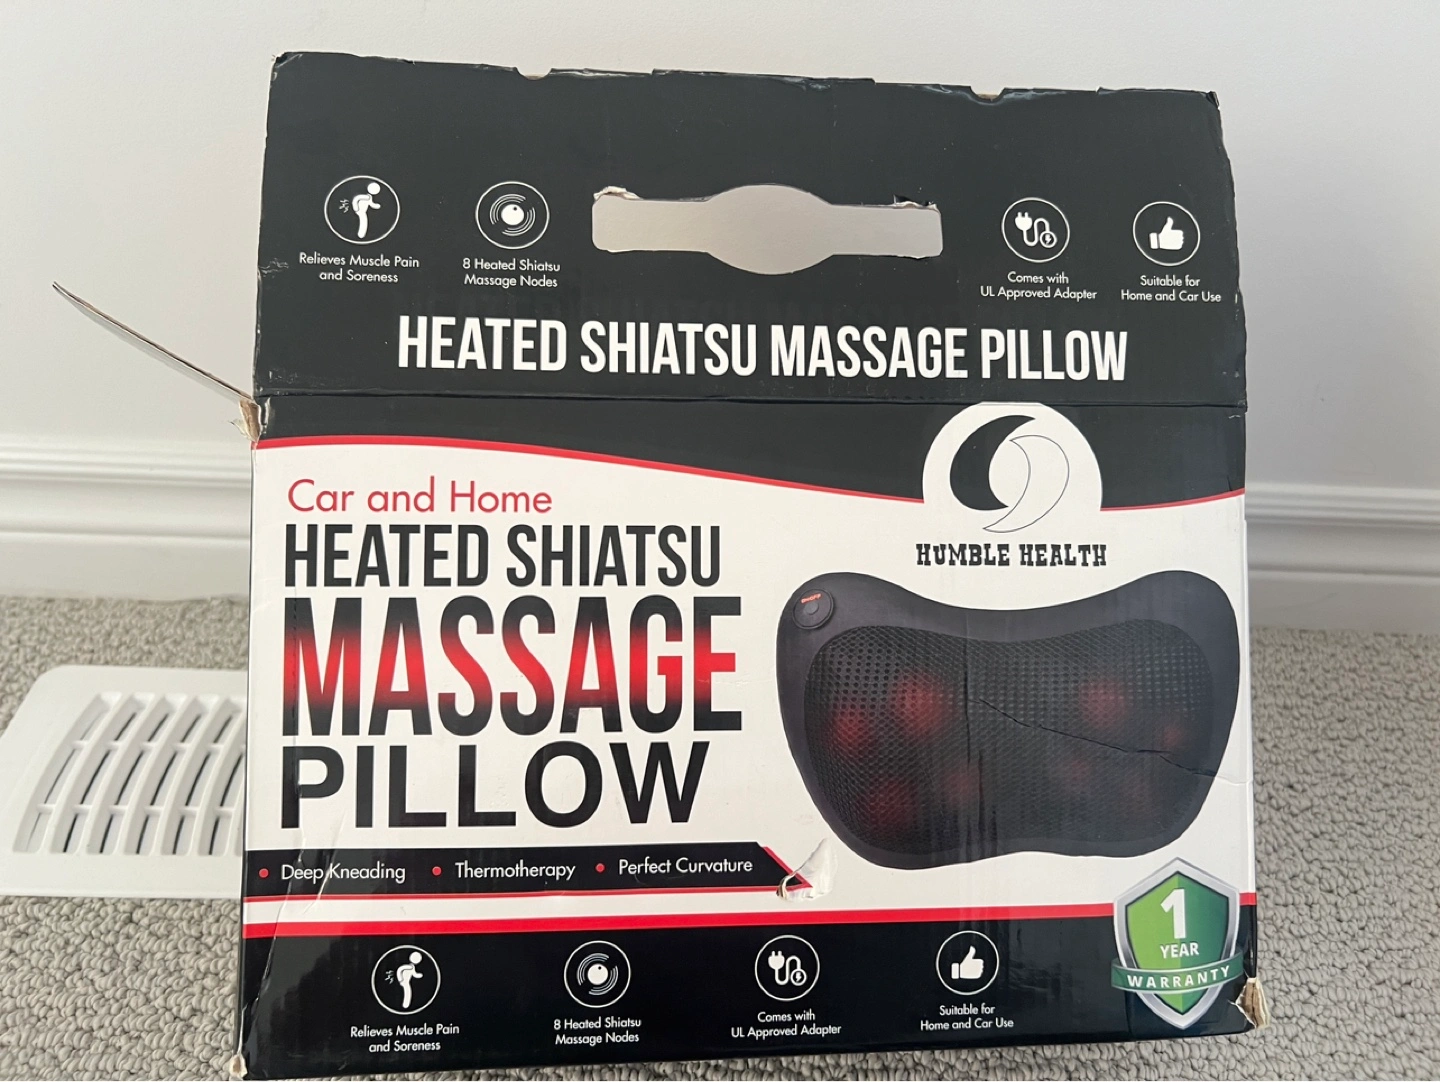 Relieves Muscle Pain
and Soreness
8 Heated Shiatsu
Massage Nodes
Comes with
UL Approved Adapter
Suitable for
Home and Car Use
HEATED SHIATSU MASSAGE PILLOW
Car and Home
HEATED SHIATSU
MASSAGE
PILLOW
HUMBLE HEALTH
ON/OFF
• Deep Kneading • Thermotherapy • Perfect Curvature
1
YEAR
WARRANTY
Relieves Muscle Pain
and Soreness
8 Heated Shiatsu
Massage Nodes
Comes with
UL Approved Adapter
Suitable for
Home and Car Use